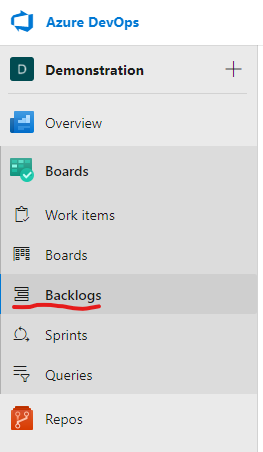 Azure DevOps
D Demonstration
Overview
Boards
Work items
Boards
Backlogs
Sprints
Queries
Repos